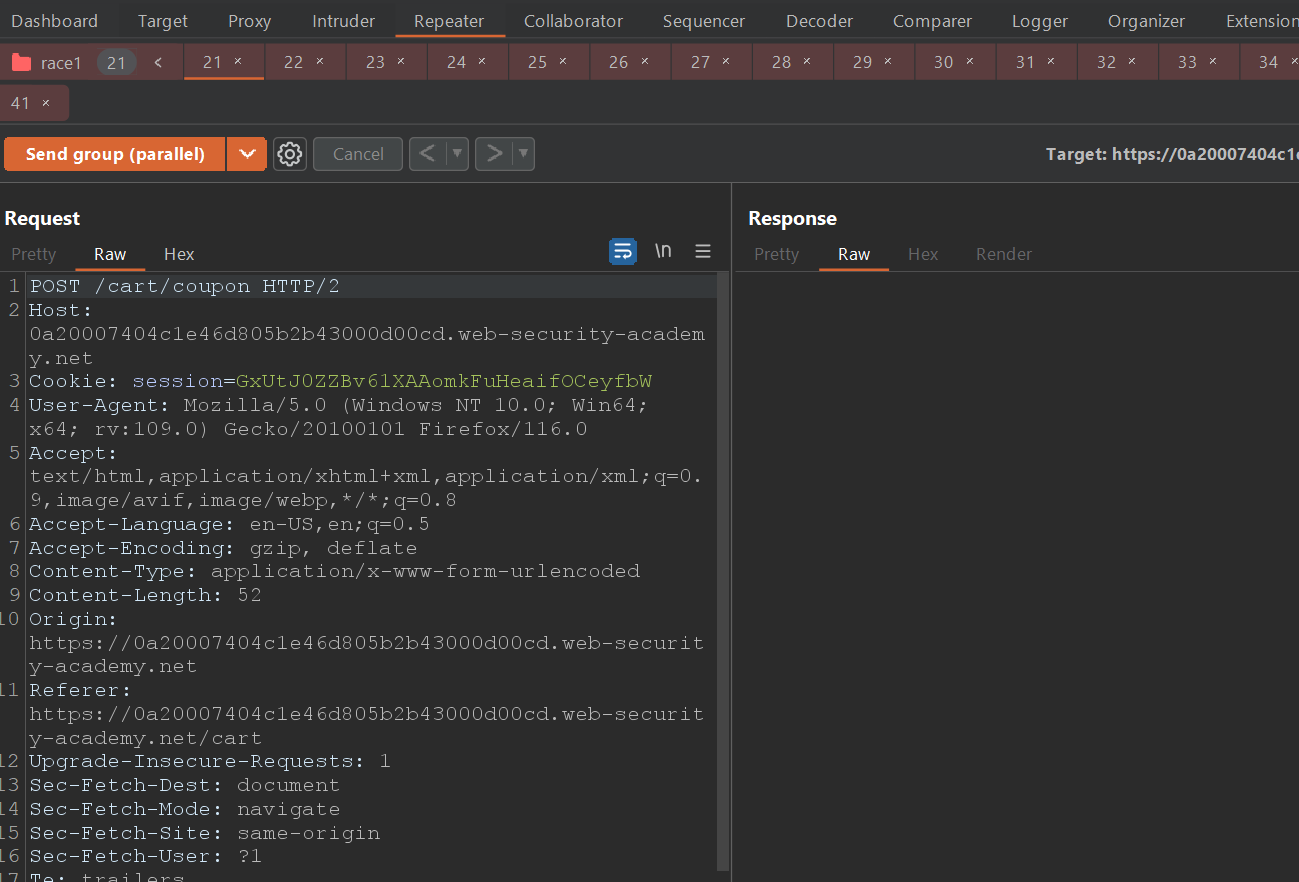 Dashboard Target Proxy Intruder Repeater Collaborator Sequencer Decoder Comparer Logger Organizer Extension
race1 21 < 21 × 22 × 23 × 24 × 25 × 26 × 27 × 28 × 29 × 30 × 31 × 32 × 33 × 34 ×
41 ×
Send group (parallel) Cancel < > Target: https://0a20007404c1
Request
Pretty Raw Hex \n
1 POST /cart/coupon HTTP/2
2 Host:
0a20007404c1e46d805b2b43000d00cd.web-security-academ
y.net
3 Cookie: session=GxUtJ0ZZBv61XAAomkFuHeaifOCeyfbW
4 User-Agent: Mozilla/5.0 (Windows NT 10.0; Win64;
x64; rv:109.0) Gecko/20100101 Firefox/116.0
5 Accept:
text/html,application/xhtml+xml,application/xml;q=0.
9,image/avif,image/webp,*/*;q=0.8
6 Accept-Language: en-US,en;q=0.5
7 Accept-Encoding: gzip, deflate
8 Content-Type: application/x-www-form-urlencoded
9 Content-Length: 52
10 Origin:
https://0a20007404c1e46d805b2b43000d00cd.web-securit
y-academy.net
11 Referer:
https://0a20007404c1e46d805b2b43000d00cd.web-securit
y-academy.net/cart
12 Upgrade-Insecure-Requests: 1
13 Sec-Fetch-Dest: document
14 Sec-Fetch-Mode: navigate
15 Sec-Fetch-Site: same-origin
16 Sec-Fetch-User: ?1
17 Te: trailers
Response
Pretty Raw Hex Render